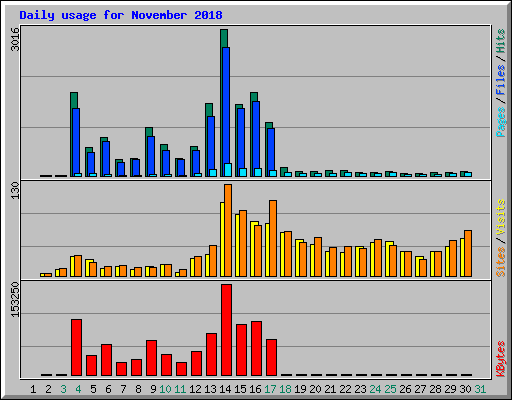 Daily usage for November 2018
3016
Pages / Files / Hits
130
Sites / Visits
153250
KBytes
1 2 3 4 5 6 7 8 9 10 11 12 13 14 15 16 17 18 19 20 21 22 23 24 25 26 27 28 29 30 31